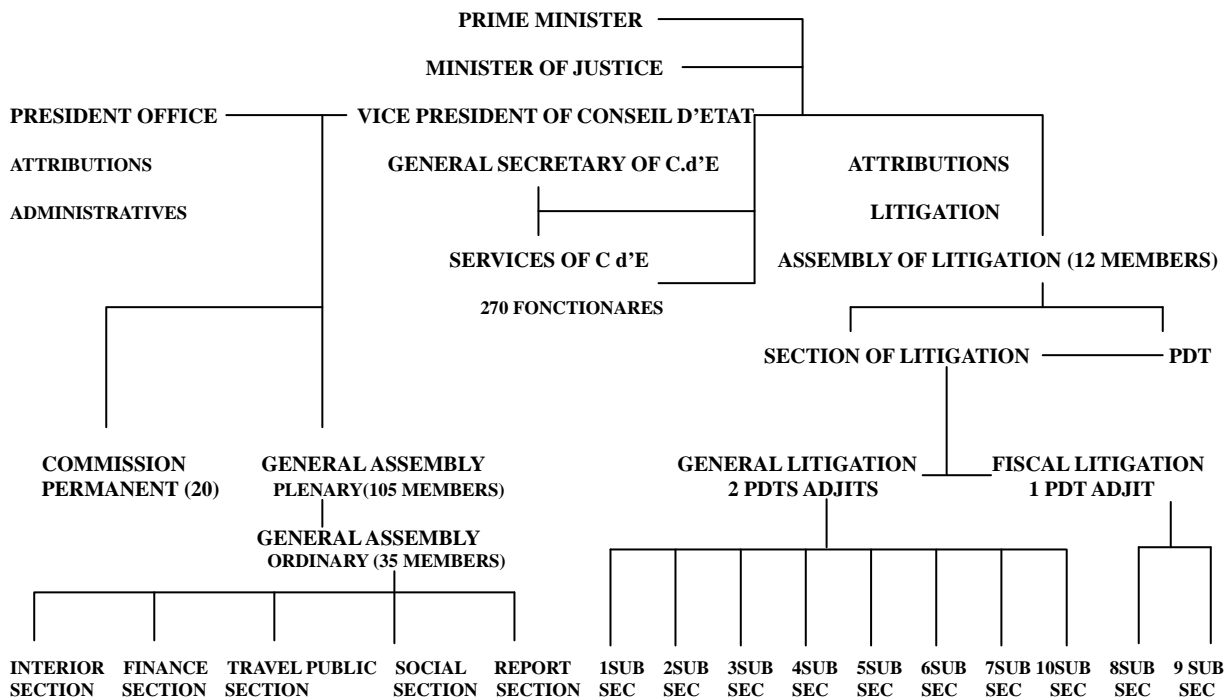 PRIME MINISTER
MINISTER OF JUSTICE
PRESIDENT OFFICE
VICE PRESIDENT OF CONSEIL D'ETAT
ATTRIBUTIONS
ADMINISTRATIVES
GENERAL SECRETARY OF C.d'E
ATTRIBUTIONS
LITIGATION
SERVICES OF C d'E
270 FONCTIONARES
ASSEMBLY OF LITIGATION (12 MEMBERS)
SECTION OF LITIGATION
PDT
COMMISSION
PERMANENT (20)
GENERAL ASSEMBLY
PLENARY(105 MEMBERS)
GENERAL ASSEMBLY
ORDINARY (35 MEMBERS)
GENERAL LITIGATION
2 PDTS ADJITS
FISCAL LITIGATION
1 PDT ADJIT
INTERIOR
SECTION
FINANCE
SECTION
TRAVEL PUBLIC
SECTION
SOCIAL
SECTION
REPORT
SECTION
1SUB
SEC
2SUB
SEC
3SUB
SEC
4SUB
SEC
5SUB
SEC
6SUB
SEC
7SUB
SEC
10SUB
SEC
8SUB
SEC
9 SUB
SEC